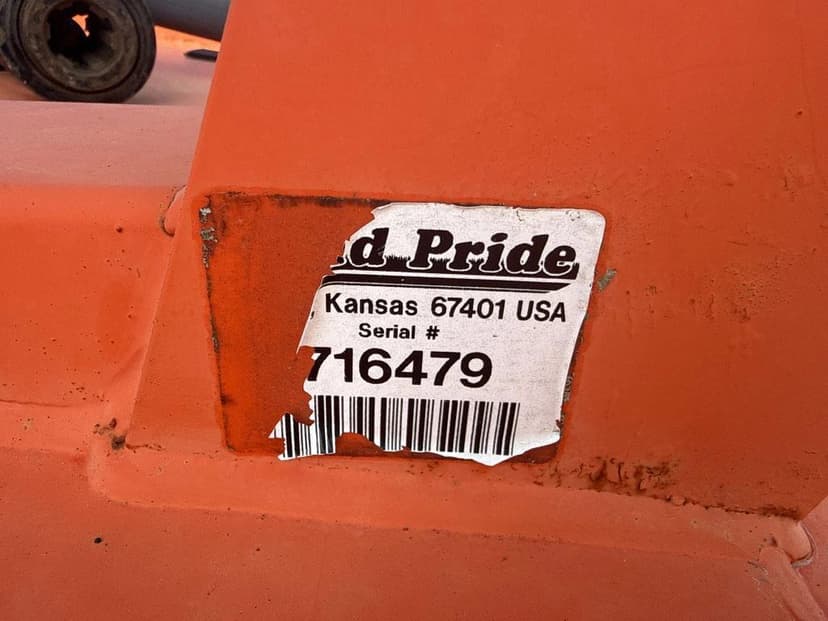 d Pride
, Kansas 67401 USA
Serial #
716479